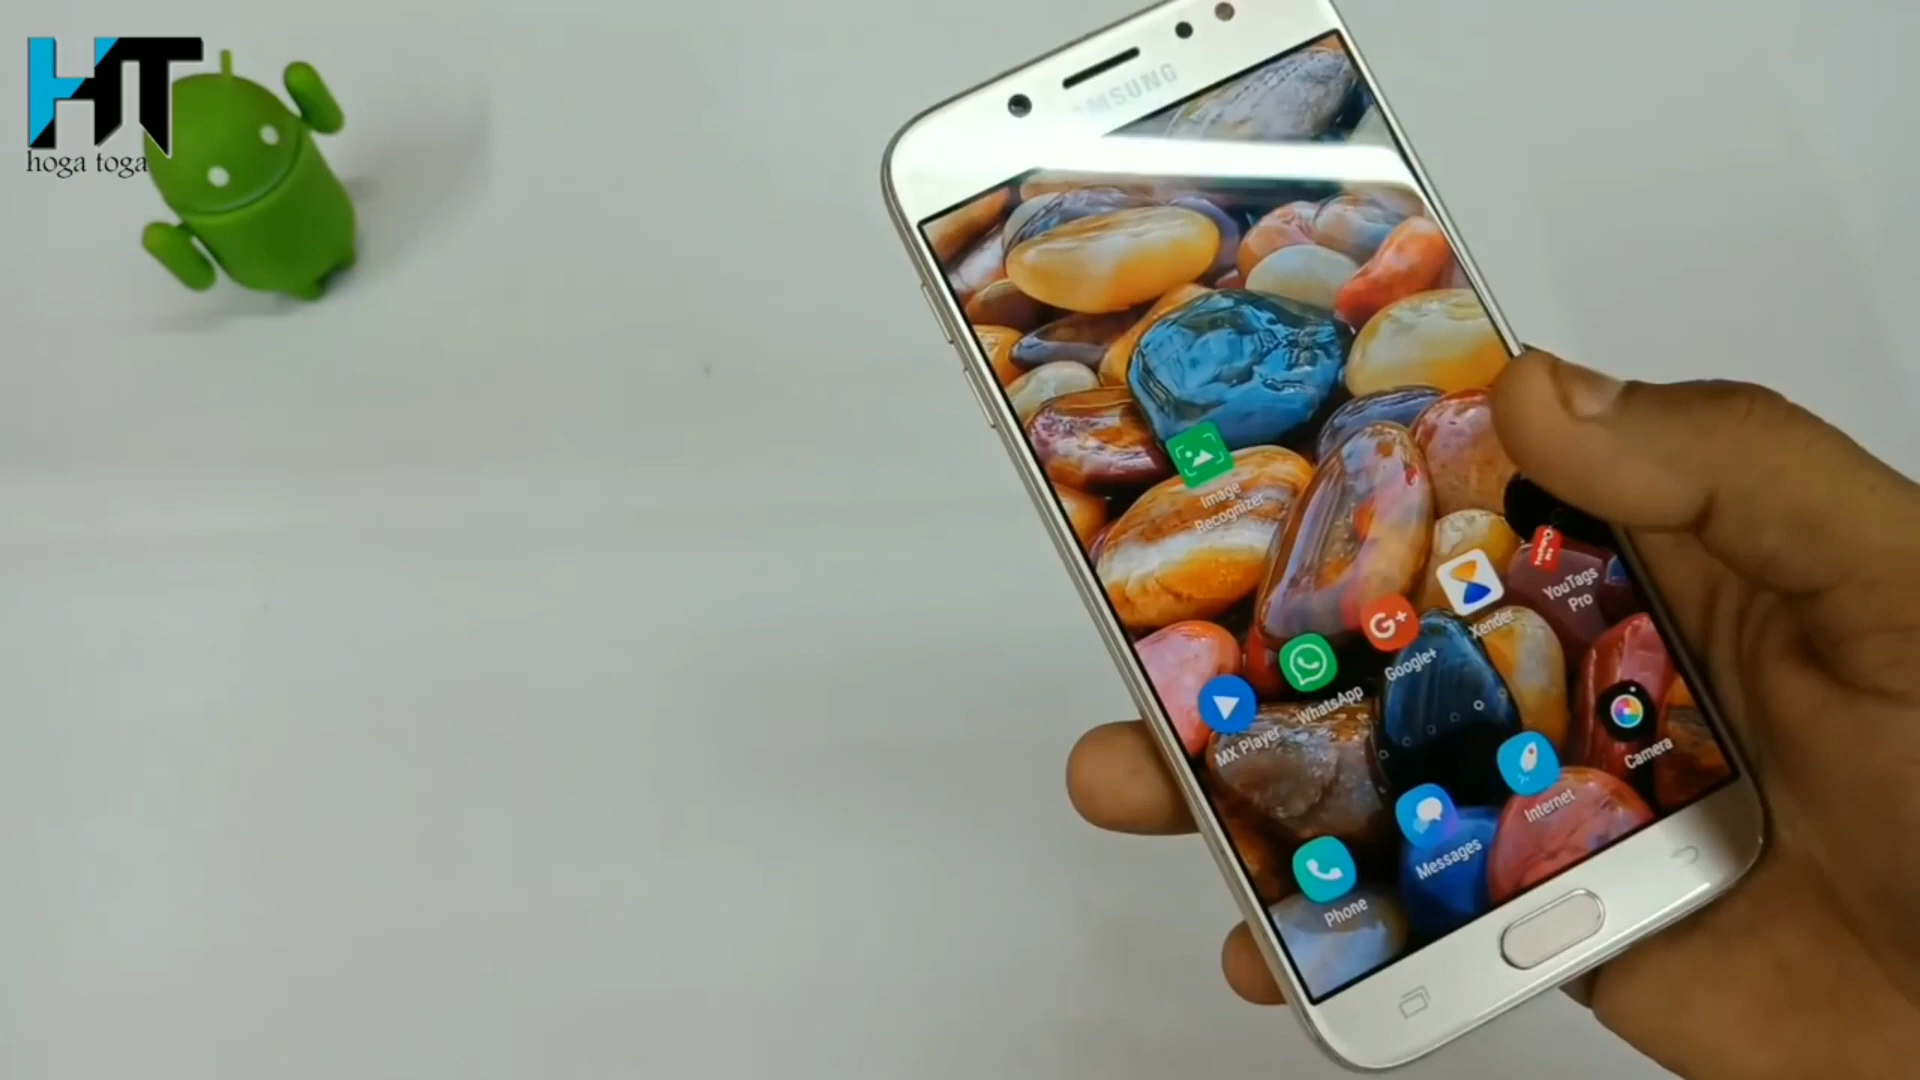 HT
hoga toga
SAMSUNG
Image
Recognizer
YouTags
Pro
Xender
G+
Google+
WhatsApp
MX Player
Camera
Internet
Messages
Phone